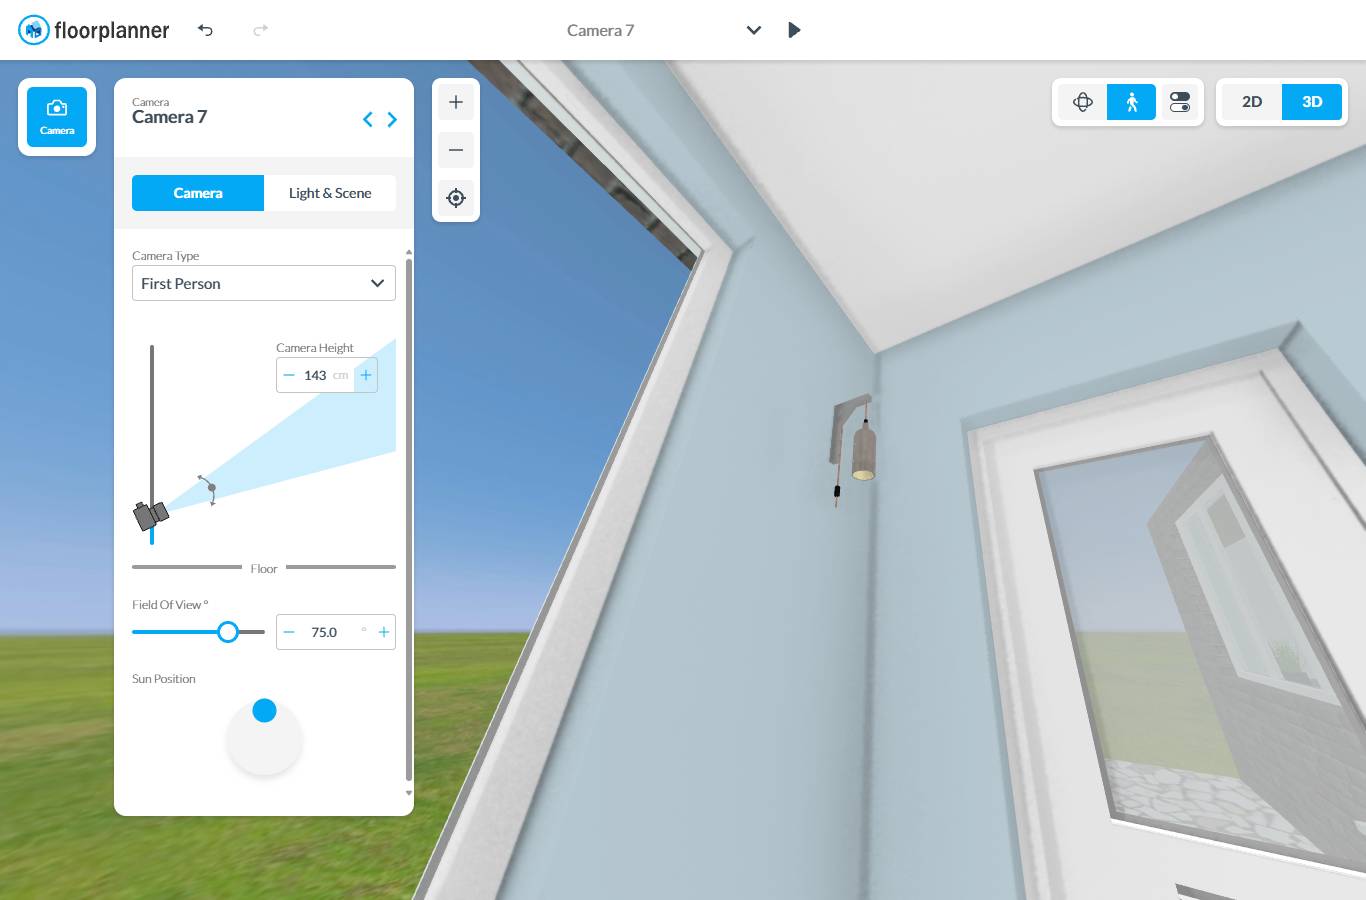 floorplanner
Camera 7
Camera
Camera
Camera 7
Camera
Light & Scene
Camera Type
First Person
Camera Height
143 cm
Floor
Field Of View °
75.0 °
Sun Position
2D
3D